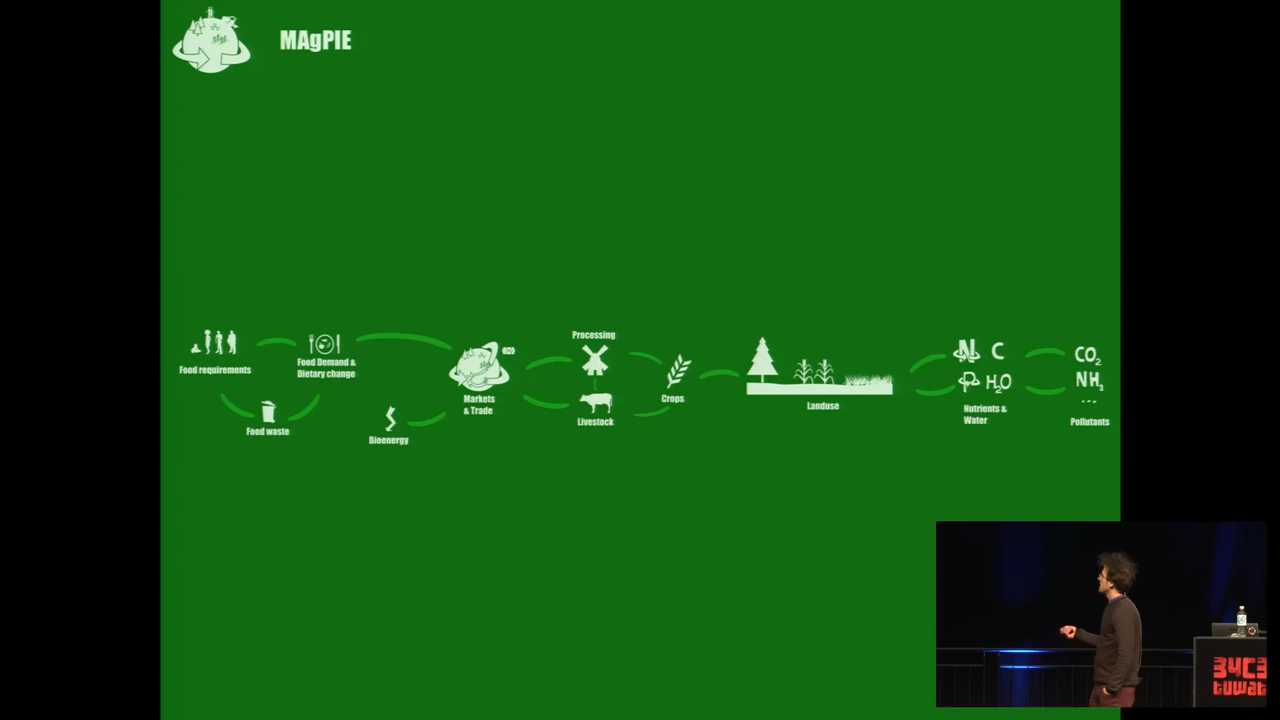 MAgPIE
Food requirements
Food Demand &
Dietary change
Food waste
Bioenergy
Markets
& Trade
Processing
Livestock
Crops
Landuse
N C
P H₂O
Nutrients &
Water
CO₂
NH₃
...
Pollutants
34C3
tuwat